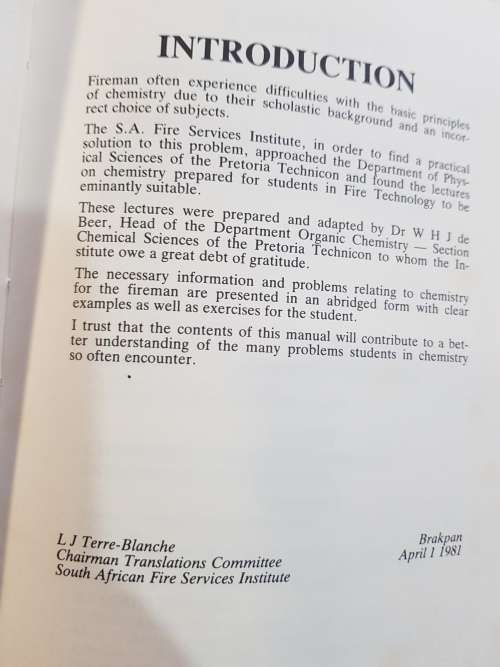 INTRODUCTION
Fireman often experience difficulties with the basic principles
of chemistry due to their scholastic background and an incor-
rect choice of subjects.
The S.A. Fire Services Institute, in order to find a practical
solution to this problem, approached the Department of Phys-
ical Sciences of the Pretoria Technicon and found the lectures
on chemistry prepared for students in Fire Technology to be
eminantly suitable.
These lectures were prepared and adapted by Dr W H J de
Beer, Head of the Department Organic Chemistry — Section
Chemical Sciences of the Pretoria Technicon to whom the In-
stitute owe a great debt of gratitude.
The necessary information and problems relating to chemistry
for the fireman are presented in an abridged form with clear
examples as well as exercises for the student.
I trust that the contents of this manual will contribute to a bet-
ter understanding of the many problems students in chemistry
so often encounter.
L J Terre-Blanche
Chairman Translations Committee
South African Fire Services Institute
Brakpan
April 1 1981